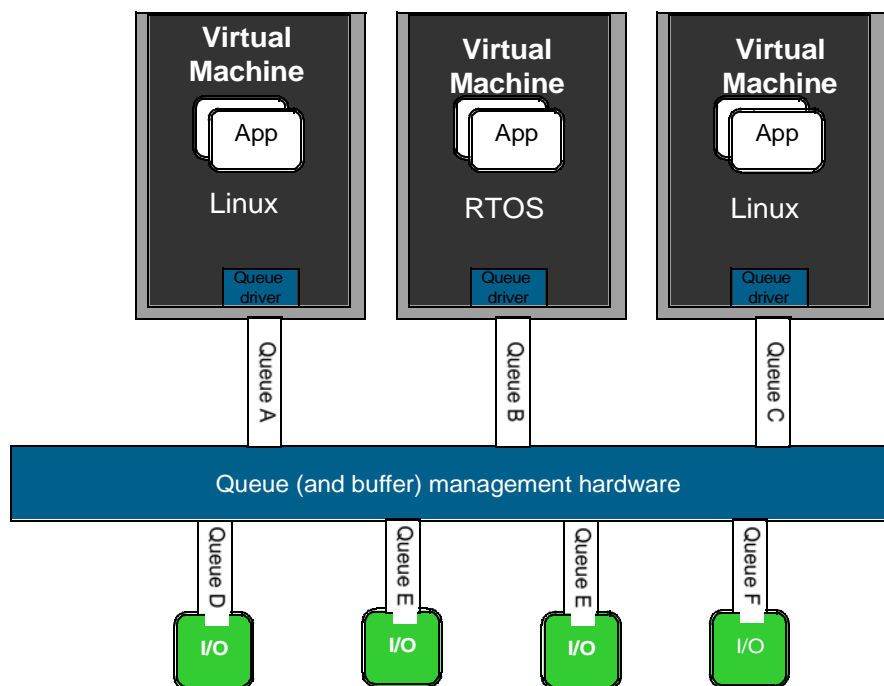 Virtual
Machine
App
Linux
Queue
driver
Virtual
Machine
App
RTOS
Queue
driver
Virtual
Machine
App
Linux
Queue
driver
Queue A
Queue B
Queue C
Queue (and buffer) management hardware
Queue D
Queue E
Queue E
Queue F
I/O
I/O
I/O
I/O